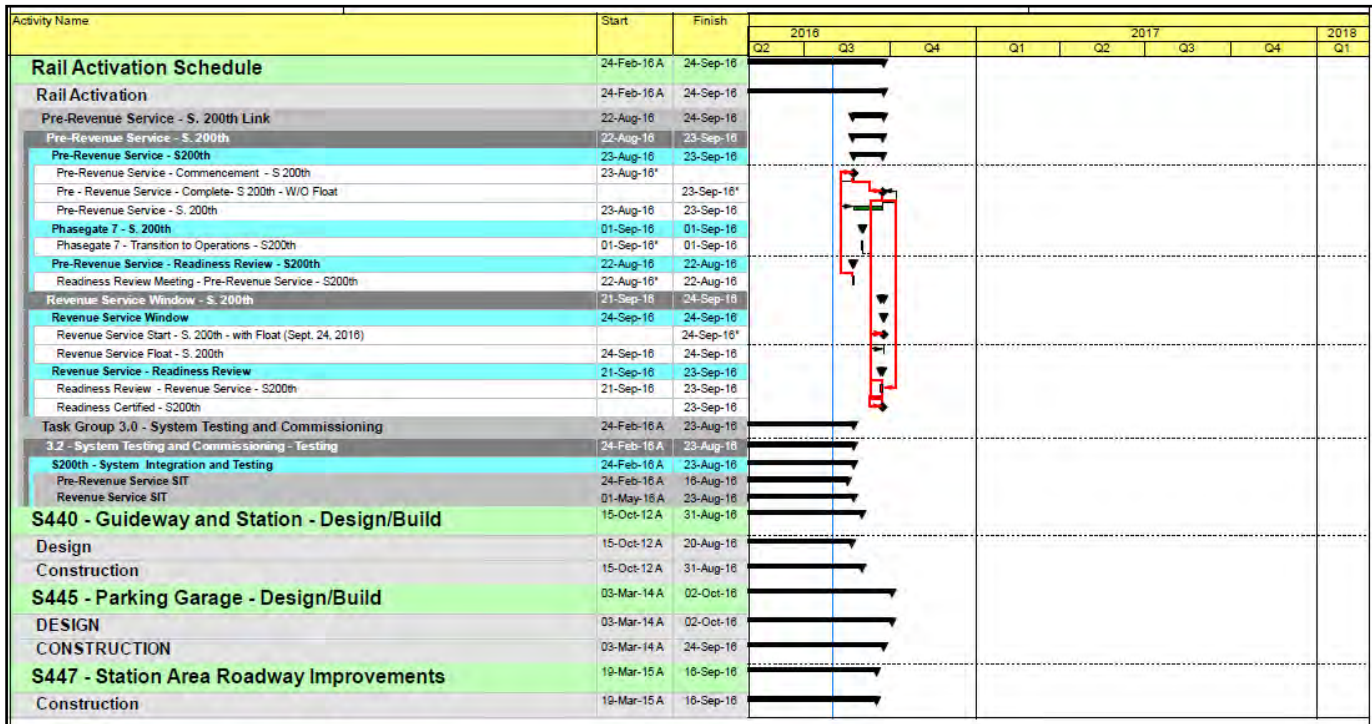 Activity Name Start Finish
2016 2017 2018
Q2 Q3 Q4 Q1 Q2 Q3 Q4 Q1
Rail Activation Schedule 24-Feb-16 A 24-Sep-16
Rail Activation 24-Feb-16 A 24-Sep-16
Pre-Revenue Service - S. 200th Link 22-Aug-16 24-Sep-16
Pre-Revenue Service - S. 200th 22-Aug-16 23-Sep-16
Pre-Revenue Service - S200th 23-Aug-16 23-Sep-16
Pre-Revenue Service - Commencement - S 200th 23-Aug-16*
Pre - Revenue Service - Complete- S 200th - W/O Float 23-Sep-16*
Pre-Revenue Service - S. 200th 23-Aug-16 23-Sep-16
Phasegate 7 - S. 200th 01-Sep-16 01-Sep-16
Phasegate 7 - Transition to Operations - S200th 01-Sep-16* 01-Sep-16
Pre-Revenue Service - Readiness Review - S200th 22-Aug-16 22-Aug-16
Readiness Review Meeting - Pre-Revenue Service - S200th 22-Aug-16* 22-Aug-16
Revenue Service Window - S. 200th 21-Sep-16 24-Sep-16
Revenue Service Window 24-Sep-16 24-Sep-16
Revenue Service Start - S. 200th - with Float (Sept. 24, 2016) 24-Sep-16*
Revenue Service Float - S. 200th 24-Sep-16 24-Sep-16
Revenue Service - Readiness Review 21-Sep-16 23-Sep-16
Readiness Review - Revenue Service - S200th 21-Sep-16 23-Sep-16
Readiness Certified - S200th 23-Sep-16
Task Group 3.0 - System Testing and Commissioning 24-Feb-16 A 23-Aug-16
3.2 - System Testing and Commissioning - Testing 24-Feb-16 A 23-Aug-16
S200th - System Integration and Testing 24-Feb-16 A 23-Aug-16
Pre-Revenue Service SIT 24-Feb-16 A 16-Aug-16
Revenue Service SIT 01-May-16 A 23-Aug-16
S440 - Guideway and Station - Design/Build 15-Oct-12 A 31-Aug-16
Design 15-Oct-12 A 20-Aug-16
Construction 15-Oct-12 A 31-Aug-16
S445 - Parking Garage - Design/Build 03-Mar-14 A 02-Oct-16
DESIGN 03-Mar-14 A 02-Oct-16
CONSTRUCTION 03-Mar-14 A 24-Sep-16
S447 - Station Area Roadway Improvements 19-Mar-15 A 16-Sep-16
Construction 19-Mar-15 A 16-Sep-16